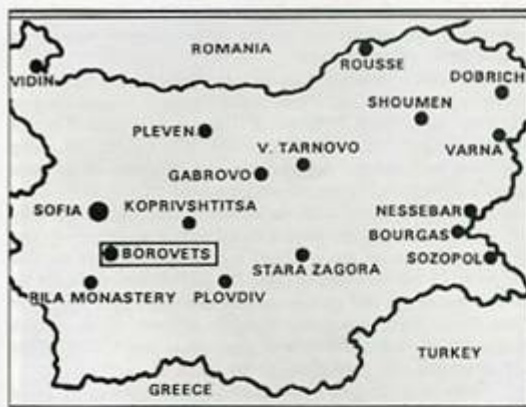 ROMANIA
VIDIN
ROUSSE
DOBRICH
SHOUMEN
PLEVEN
VARNA
V. TARNOVO
GABROVO
SOFIA
KOPRIVSHTITSA
NESSEBAR
BOURGAS
BOROVETS
STARA ZAGORA
SOZOPOL
RILA MONASTERY
PLOVDIV
TURKEY
GREECE